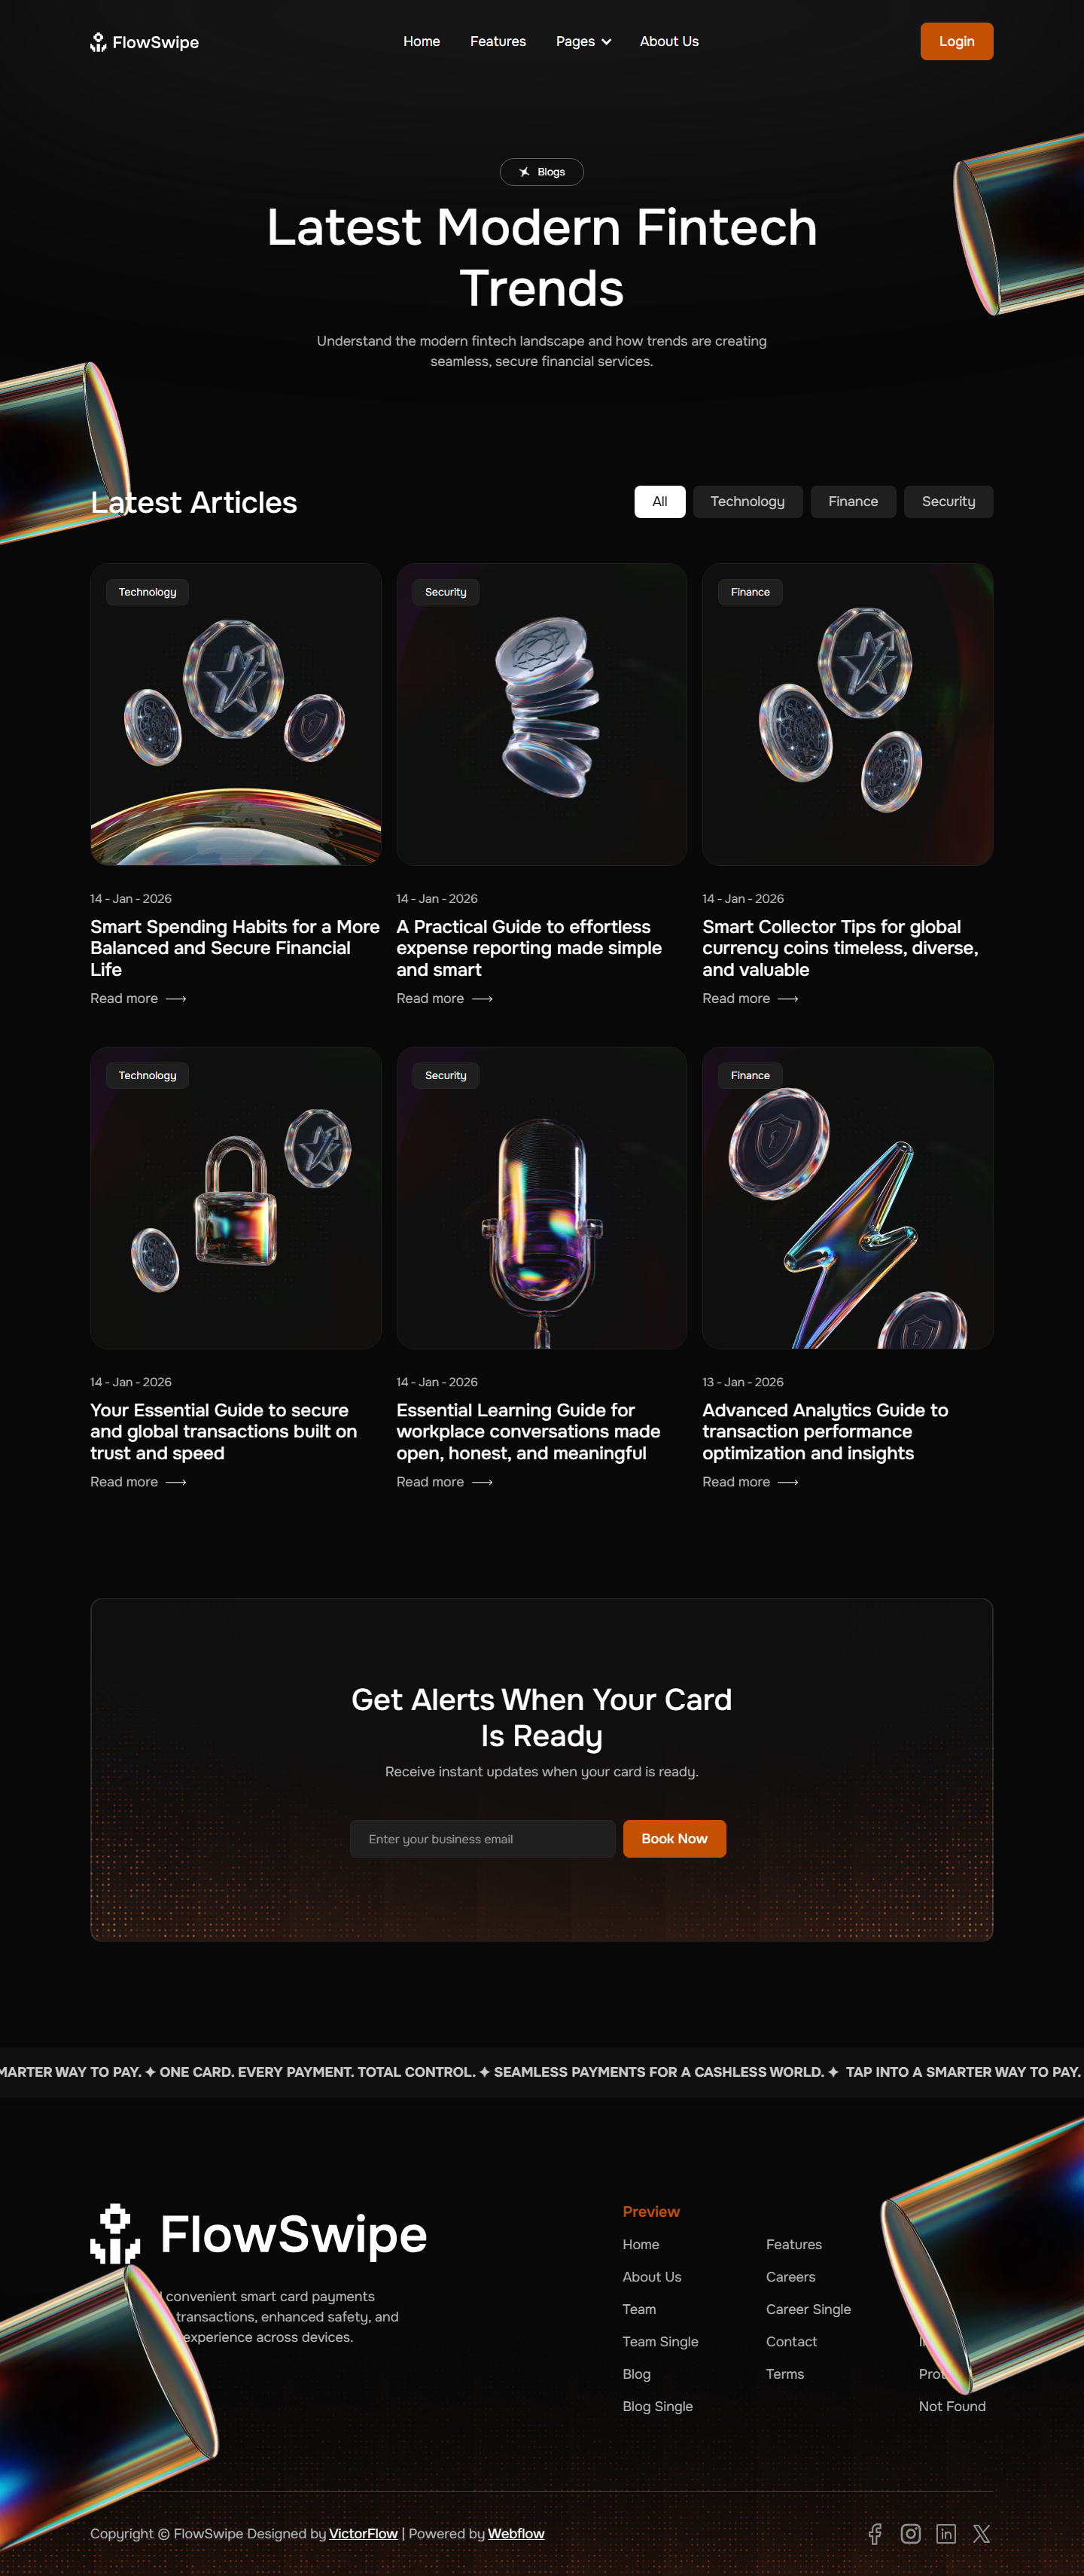 FlowSwipe
Home
Features
Pages
About Us
Login
Blogs
Latest Modern Fintech
Trends
Understand the modern fintech landscape and how trends are creating
seamless, secure financial services.
Latest Articles
All
Technology
Finance
Security
Technology
Security
Finance
14 - Jan - 2026
Smart Spending Habits for a More
Balanced and Secure Financial
Life
Read more
14 - Jan - 2026
A Practical Guide to effortless
expense reporting made simple
and smart
Read more
14 - Jan - 2026
Smart Collector Tips for global
currency coins timeless, diverse,
and valuable
Read more
Technology
Security
Finance
14 - Jan - 2026
Your Essential Guide to secure
and global transactions built on
trust and speed
Read more
14 - Jan - 2026
Essential Learning Guide for
workplace conversations made
open, honest, and meaningful
Read more
13 - Jan - 2026
Advanced Analytics Guide to
transaction performance
optimization and insights
Read more
Get Alerts When Your Card
Is Ready
Receive instant updates when your card is ready.
Enter your business email
Book Now
MARTER WAY TO PAY. ✦ ONE CARD. EVERY PAYMENT. TOTAL CONTROL. ✦ SEAMLESS PAYMENTS FOR A CASHLESS WORLD. ✦ TAP INTO A SMARTER WAY TO PAY.
FlowSwipe
convenient smart card payments
transactions, enhanced safety, and
experience across devices.
Preview
Home
About Us
Team
Team Single
Blog
Blog Single
Features
Careers
Career Single
Contact
Terms
Not Found
Copyright © FlowSwipe Designed by VictorFlow | Powered by Webflow